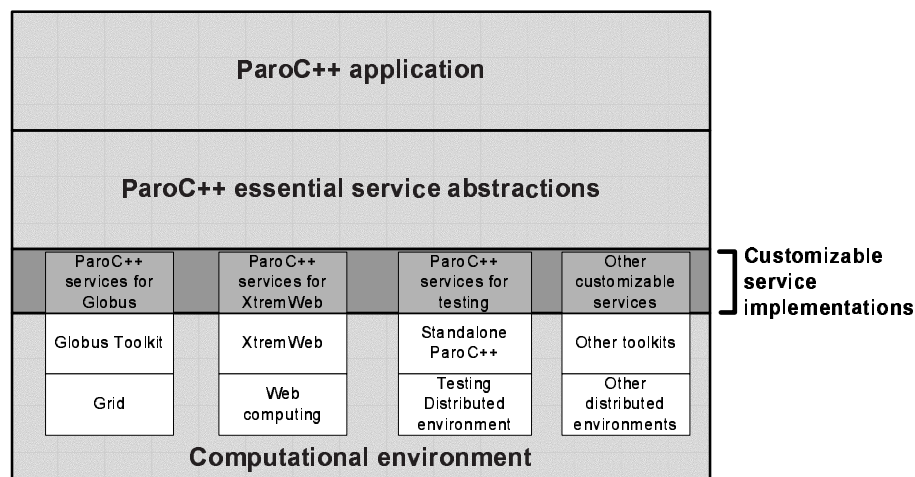 ParoC++ application
ParoC++ essential service abstractions
ParoC++
services for
Globus
ParoC++
services for
XtremWeb
ParoC++
services for
testing
Other
customizable
services
Customizable
service
implementations
Globus Toolkit
XtremWeb
Standalone
ParoC++
Other toolkits
Grid
Web
computing
Testing
Distributed
environment
Other
distributed
environments
Computational environment